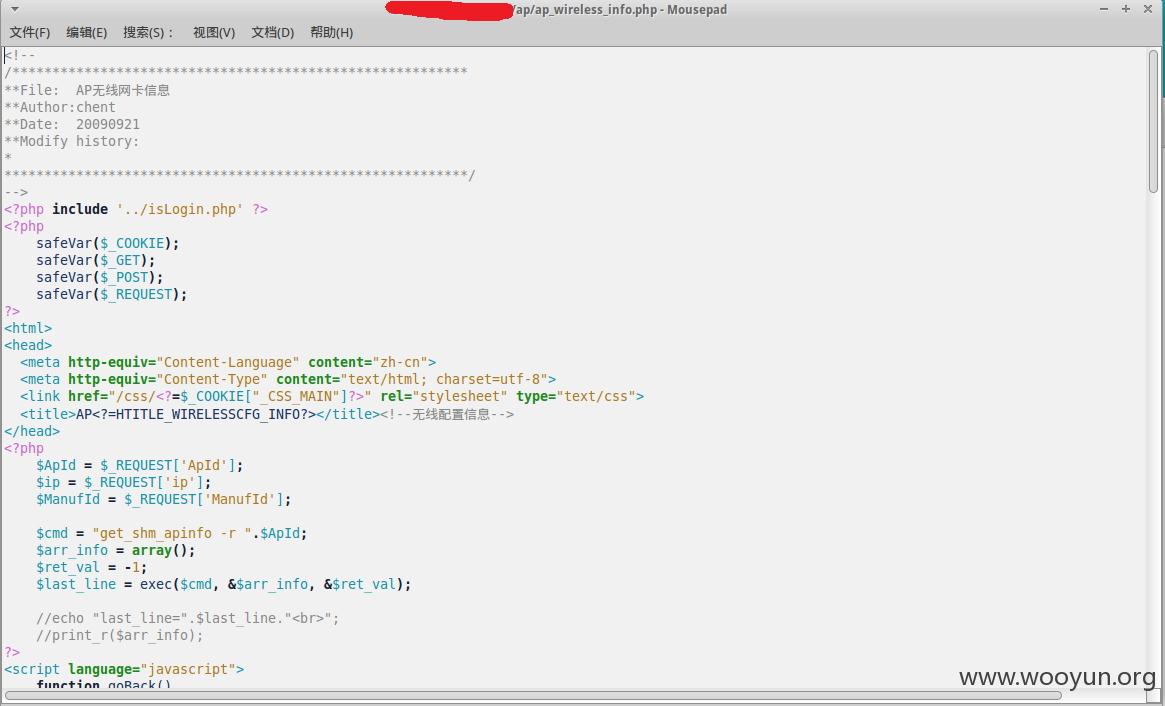 /ap/ap_wireless_info.php - Mousepad
文件(F) 编辑(E) 搜索(S)： 视图(V) 文档(D) 帮助(H)
<!--
/*********************************************************
**File:  AP无线网卡信息
**Author:chent
**Date:  20090921
**Modify history:
*
**********************************************************/
-->
<?php include '../isLogin.php' ?>
<?php
    safeVar($_COOKIE);
    safeVar($_GET);
    safeVar($_POST);
    safeVar($_REQUEST);
?>
<html>
<head>
  <meta http-equiv="Content-Language" content="zh-cn">
  <meta http-equiv="Content-Type" content="text/html; charset=utf-8">
  <link href="/css/<?=$_COOKIE["_CSS_MAIN"]?>" rel="stylesheet" type="text/css">
  <title>AP<?=HTITLE_WIRELESSCFG_INFO?></title><!--无线配置信息-->
</head>
<?php
    $ApId = $_REQUEST['ApId'];
    $ip = $_REQUEST['ip'];
    $ManufId = $_REQUEST['ManufId'];
    $cmd = "get_shm_apinfo -r ".$ApId;
    $arr_info = array();
    $ret_val = -1;
    $last_line = exec($cmd, &$arr_info, &$ret_val);
    //echo "last_line=".$last_line."<br>";
    //print_r($arr_info);
?>
<script language="javascript">
    function goBack()
www.wooyun.org